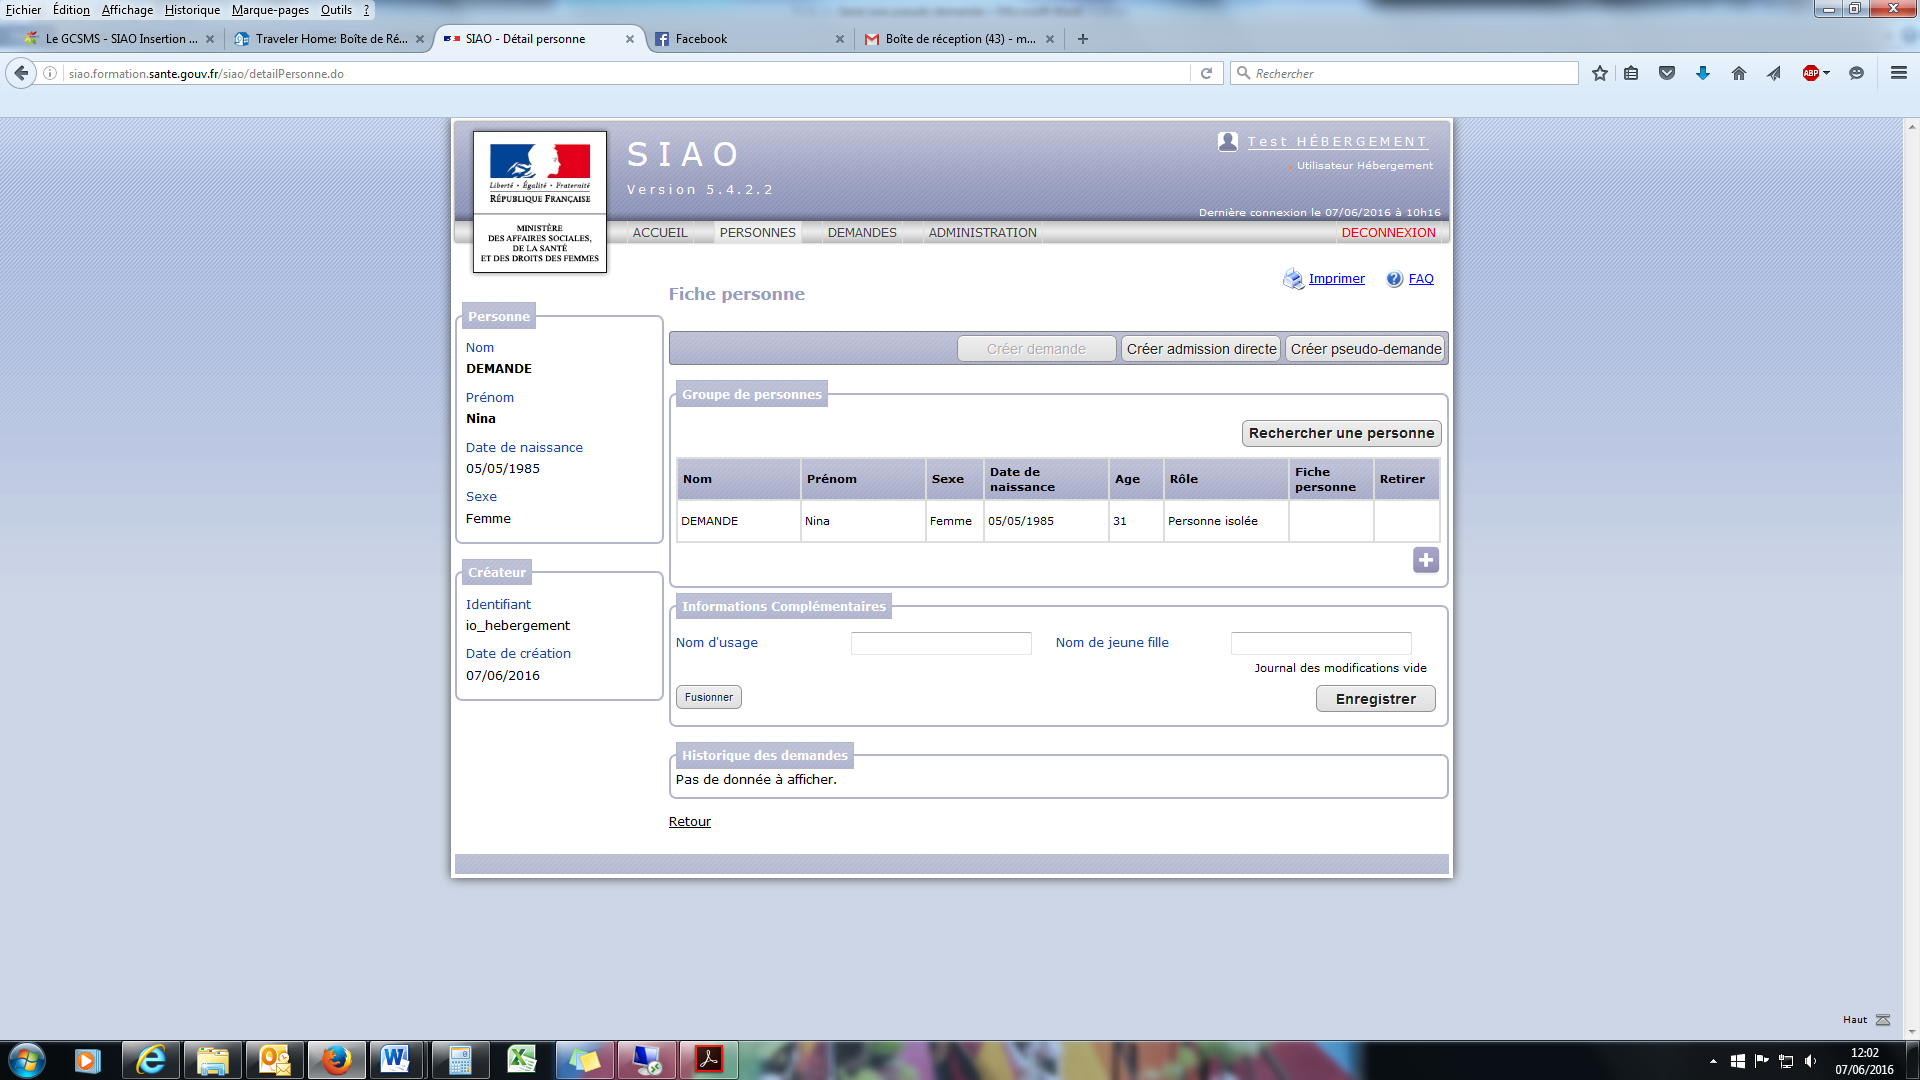 Fichier Édition Affichage Historique Marque-pages Outils ?
Le GCSMS - SIAO Insertion ... Traveler Home: Boîte de Ré... SIAO - Détail personne Facebook Boîte de réception (43) - m...
siao.formation.sante.gouv.fr/siao/detailPersonne.do Rechercher ABP
SIAO
Version 5.4.2.2
Test HÉBERGEMENT
Utilisateur Hébergement
Dernière connexion le 07/06/2016 à 10h16
Liberté • Égalité • Fraternité
RÉPUBLIQUE FRANÇAISE
MINISTÈRE
DES AFFAIRES SOCIALES,
DE LA SANTÉ
ET DES DROITS DES FEMMES
ACCUEIL PERSONNES DEMANDES ADMINISTRATION DECONNEXION
Imprimer FAQ
Fiche personne
Personne
Nom
DEMANDE
Prénom
Nina
Date de naissance
05/05/1985
Sexe
Femme
Créateur
Identifiant
io_hebergement
Date de création
07/06/2016
Créer demande Créer admission directe Créer pseudo-demande
Groupe de personnes
Rechercher une personne
Nom Prénom Sexe Date de naissance Age Rôle Fiche personne Retirer
DEMANDE Nina Femme 05/05/1985 31 Personne isolée
Informations Complémentaires
Nom d'usage Nom de jeune fille
Journal des modifications vide
Fusionner Enregistrer
Historique des demandes
Pas de donnée à afficher.
Retour
Haut
12:02
07/06/2016